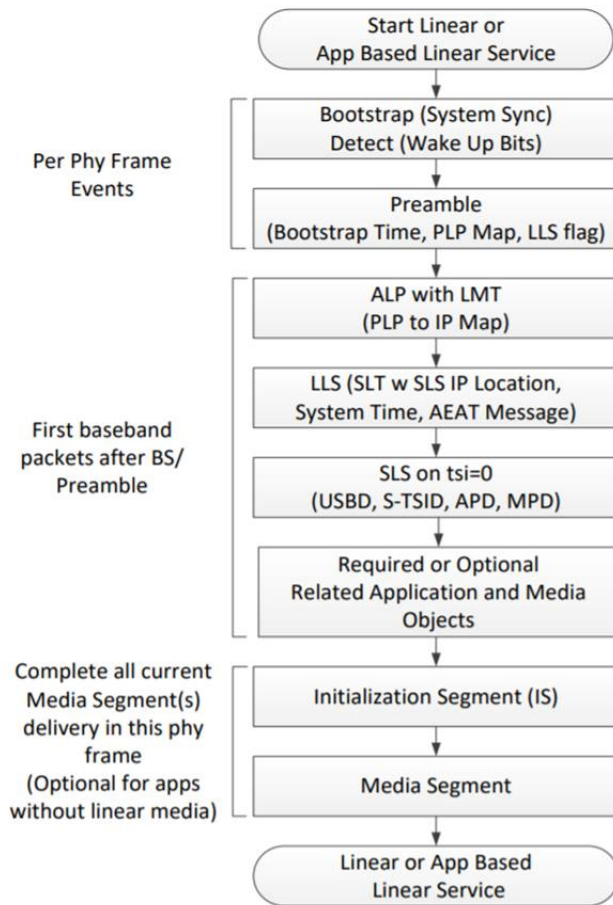 Start Linear or
App Based Linear Service
Per Phy Frame
Events
Bootstrap (System Sync)
Detect (Wake Up Bits)
Preamble
(Bootstrap Time, PLP Map, LLS flag)
First baseband
packets after BS/
Preamble
ALP with LMT
(PLP to IP Map)
LLS (SLT w SLS IP Location,
System Time, AEAT Message)
SLS on tsi=0
(USBD, S-TSID, APD, MPD)
Required or Optional
Related Application and Media
Objects
Complete all current
Media Segment(s)
delivery in this phy
frame
(Optional for apps
without linear media)
Initialization Segment (IS)
Media Segment
Linear or App Based
Linear Service